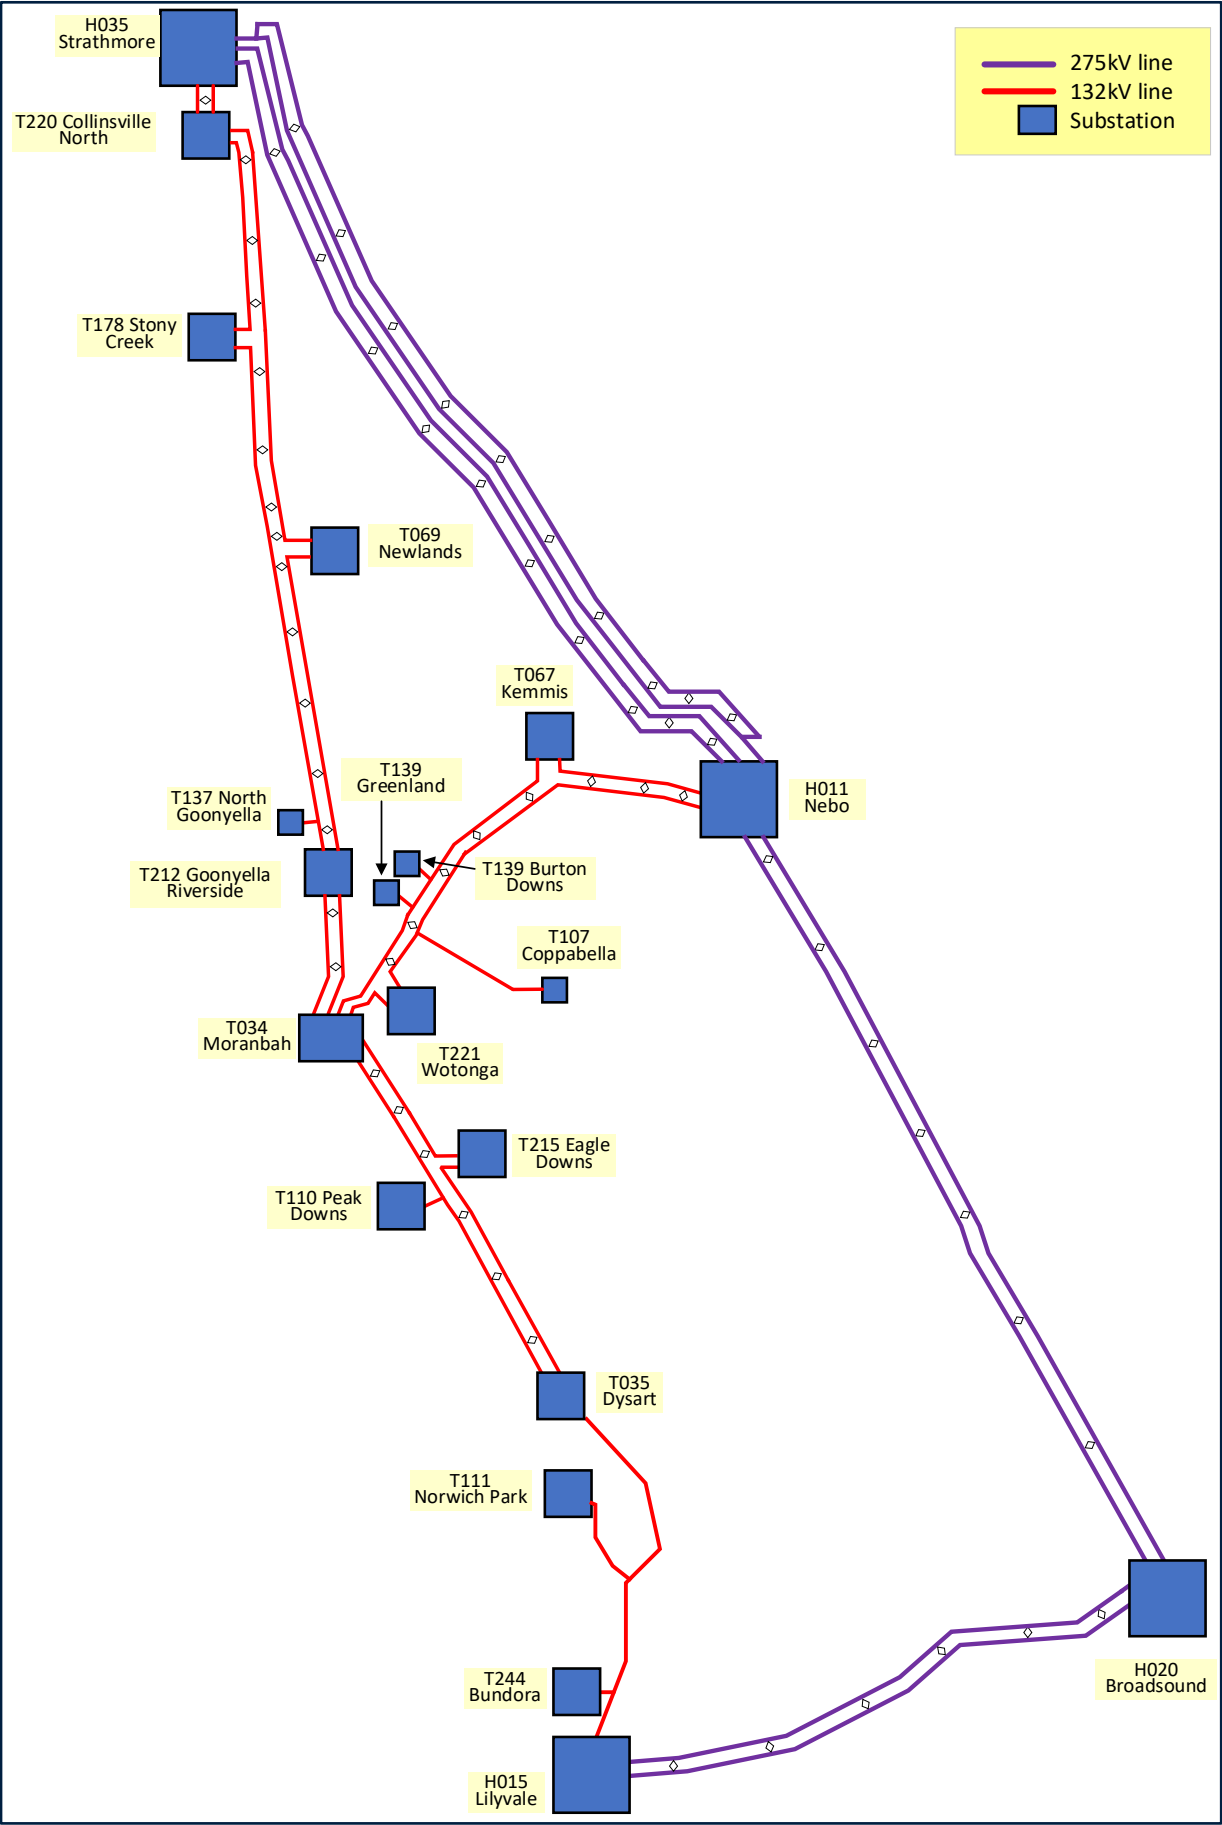 H035
Strathmore
275kV line
132kV line
Substation
T220 Collinsville
North
T178 Stony
Creek
T069
Newlands
T067
Kemmis
T139
Greenland
T137 North
Goonyella
H011
Nebo
T212 Goonyella
Riverside
T139 Burton
Downs
T107
Coppabella
T034
Moranbah
T221
Wotonga
T215 Eagle
Downs
T110 Peak
Downs
T035
Dysart
T111
Norwich Park
T244
Bundora
H020
Broadsound
H015
Lilyvale